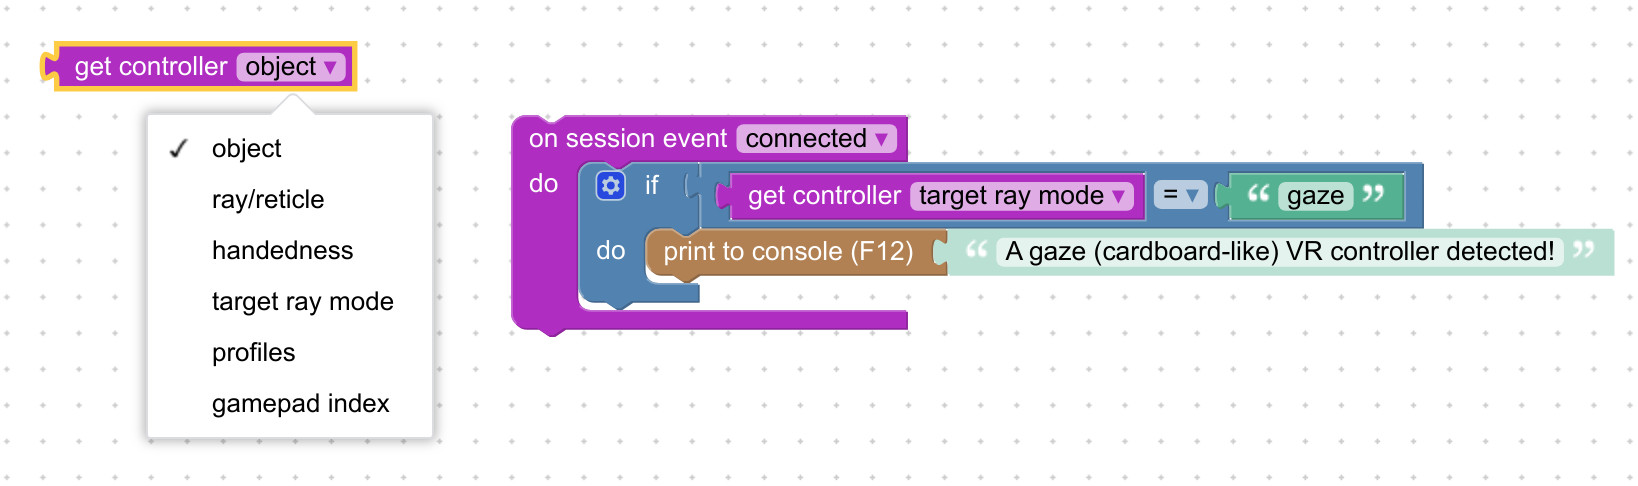 get controller object ▾
✓ object
ray/reticle
handedness
target ray mode
profiles
gamepad index
on session event connected ▾
do if get controller target ray mode ▾ = ▾ “ gaze ”
do print to console (F12) “ A gaze (cardboard-like) VR controller detected! ”